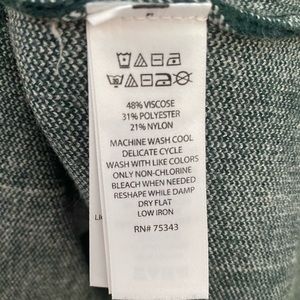 48% VISCOSE
31% POLYESTER
21% NYLON
MACHINE WASH COOL
DELICATE CYCLE
WASH WITH LIKE COLORS
ONLY NON-CHLORINE
BLEACH WHEN NEEDED
RESHAPE WHILE DAMP
DRY FLAT
LOW IRON
RN# 75343